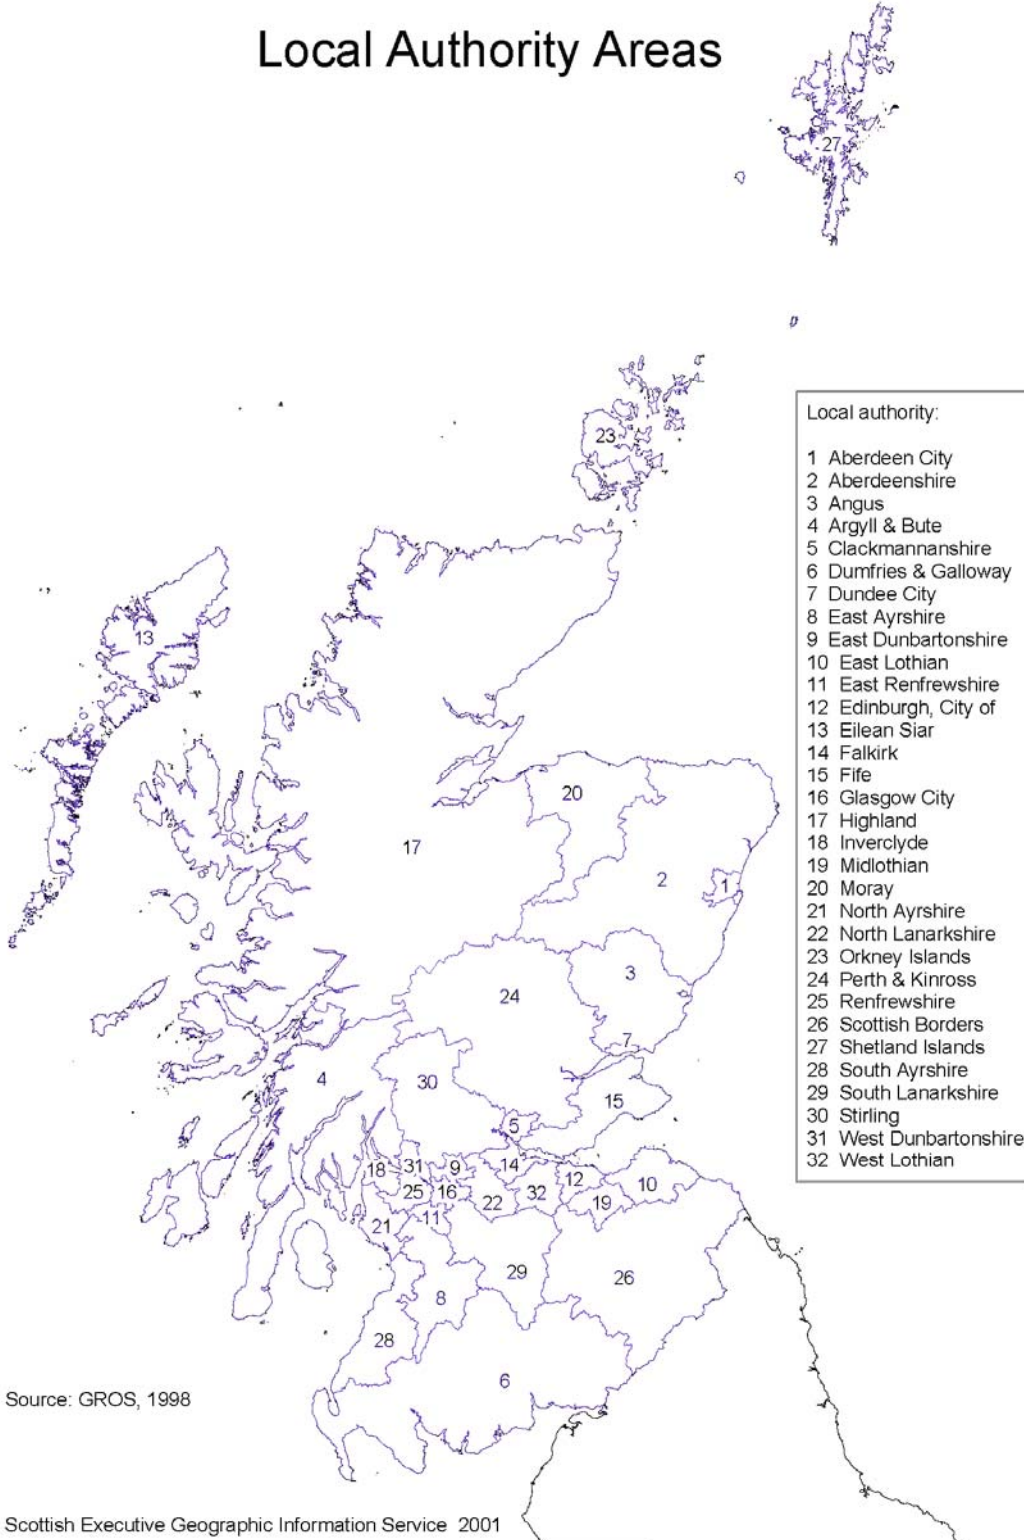 Local Authority Areas
27
23
13
20
17
2
1
3
24
7
4
30
15
5
18
31
9
14
12
10
25
16
22
32
19
21
11
29
26
8
28
6
Local authority:
1 Aberdeen City
2 Aberdeenshire
3 Angus
4 Argyll & Bute
5 Clackmannanshire
6 Dumfries & Galloway
7 Dundee City
8 East Ayrshire
9 East Dunbartonshire
10 East Lothian
11 East Renfrewshire
12 Edinburgh, City of
13 Eilean Siar
14 Falkirk
15 Fife
16 Glasgow City
17 Highland
18 Inverclyde
19 Midlothian
20 Moray
21 North Ayrshire
22 North Lanarkshire
23 Orkney Islands
24 Perth & Kinross
25 Renfrewshire
26 Scottish Borders
27 Shetland Islands
28 South Ayrshire
29 South Lanarkshire
30 Stirling
31 West Dunbartonshire
32 West Lothian
Source: GROS, 1998
Scottish Executive Geographic Information Service 2001